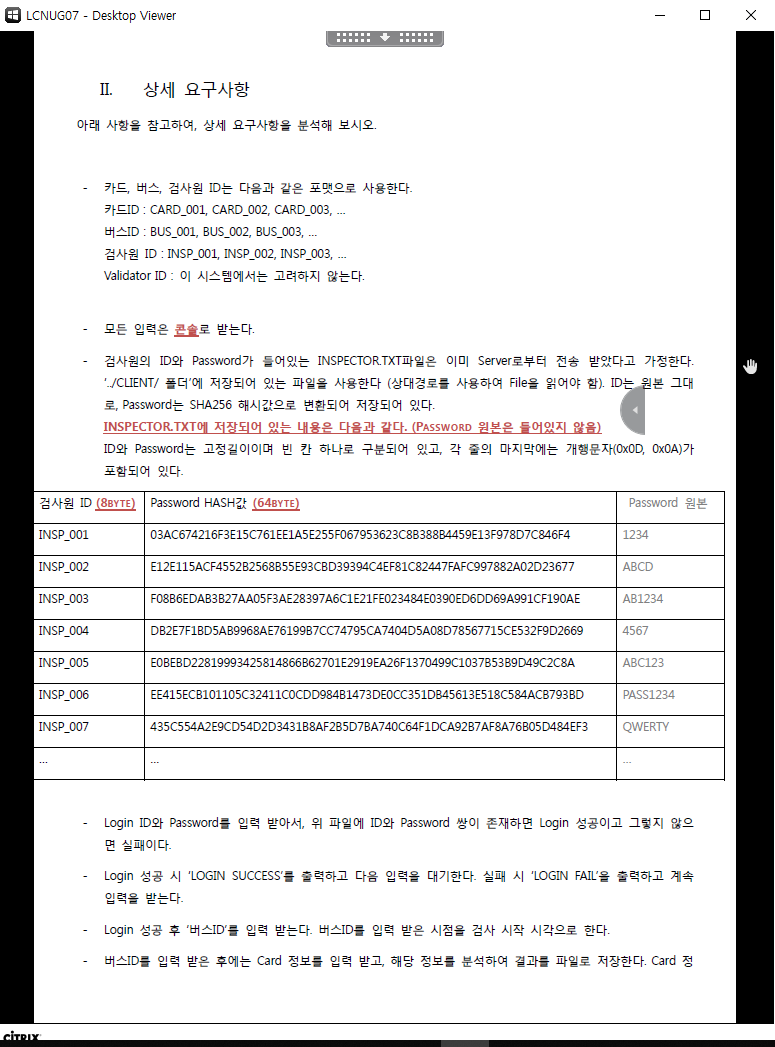 LCNUG07 - Desktop Viewer
II. 상세 요구사항
아래 사항을 참고하여, 상세 요구사항을 분석해 보시오.
- 카드, 버스, 검사원 ID는 다음과 같은 포맷으로 사용한다.
카드ID : CARD_001, CARD_002, CARD_003, ...
버스ID : BUS_001, BUS_002, BUS_003, ...
검사원 ID : INSP_001, INSP_002, INSP_003, ...
Validator ID : 이 시스템에서는 고려하지 않는다.
- 모든 입력은 콘솔로 받는다.
- 검사원의 ID와 Password가 들어있는 INSPECTOR.TXT파일은 이미 Server로부터 전송 받았다고 가정한다.
'../CLIENT/ 폴더'에 저장되어 있는 파일을 사용한다 (상대경로를 사용하여 File을 읽어야 함). ID는 원본 그대
로, Password는 SHA256 해시값으로 변환되어 저장되어 있다.
INSPECTOR.TXT에 저장되어 있는 내용은 다음과 같다. (PASSWORD 원본은 들어있지 않음)
ID와 Password는 고정길이이며 빈 칸 하나로 구분되어 있고, 각 줄의 마지막에는 개행문자(0x0D, 0x0A)가
포함되어 있다.
검사원 ID (8BYTE) Password HASH값 (64BYTE) Password 원본
INSP_001 03AC674216F3E15C761EE1A5E255F067953623C8B388B4459E13F978D7C846F4 1234
INSP_002 E12E115ACF4552B2568B55E93CBD39394C4EF81C82447FAFC997882A02D23677 ABCD
INSP_003 F08B6EDAB3B27AA05F3AE28397A6C1E21FE023484E0390ED6DD69A991CF190AE AB1234
INSP_004 DB2E7F1BD5AB9968AE76199B7CC74795CA7404D5A08D78567715CE532F9D2669 4567
INSP_005 E0BEBD22819993425814866B62701E2919EA26F1370499C1037B53B9D49C2C8A ABC123
INSP_006 EE415ECB101105C32411C0CDD984B1473DE0CC351DB45613E518C584ACB793BD PASS1234
INSP_007 435C554A2E9CD54D2D3431B8AF2B5D7BA740C64F1DCA92B7AF8A76B05D484EF3 QWERTY
... ... ...
- Login ID와 Password를 입력 받아서, 위 파일에 ID와 Password 쌍이 존재하면 Login 성공이고 그렇지 않으
면 실패이다.
- Login 성공 시 'LOGIN SUCCESS'를 출력하고 다음 입력을 대기한다. 실패 시 'LOGIN FAIL'을 출력하고 계속
입력을 받는다.
- Login 성공 후 '버스ID'를 입력 받는다. 버스ID를 입력 받은 시점을 검사 시작 시각으로 한다.
- 버스ID를 입력 받은 후에는 Card 정보를 입력 받고, 해당 정보를 분석하여 결과를 파일로 저장한다. Card 정
CITRIX